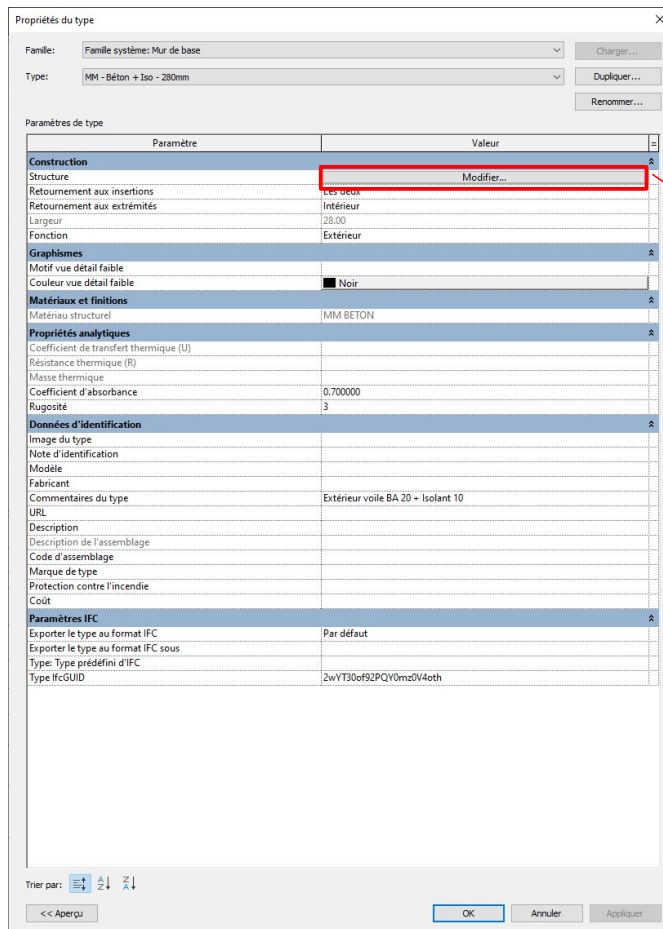 Propriétés du type
Famille: Famille système: Mur de base Charger...
Type: MM - Béton + Iso - 280mm Dupliquer...
Renommer...
Paramètres de type
Paramètre Valeur =
Construction
Structure Modifier...
Retournement aux insertions Les deux
Retournement aux extrémités Intérieur
Largeur 28.00
Fonction Extérieur
Graphismes
Motif vue détail faible
Couleur vue détail faible Noir
Matériaux et finitions
Matériau structurel MM BETON
Propriétés analytiques
Coefficient de transfert thermique (U)
Résistance thermique (R)
Masse thermique
Coefficient d'absorbance 0.700000
Rugosité 3
Données d'identification
Image du type
Note d'identification
Modèle
Fabricant
Commentaires du type Extérieur voile BA 20 + Isolant 10
URL
Description
Description de l'assemblage
Code d'assemblage
Marque de type
Protection contre l'incendie
Coût
Paramètres IFC
Exporter le type au format IFC Par défaut
Exporter le type au format IFC sous
Type: Type prédéfini d'IFC
Type IfcGUID 2wYT30of92PQY0mz0V4oth
Trier par:
<< Aperçu OK Annuler Appliquer